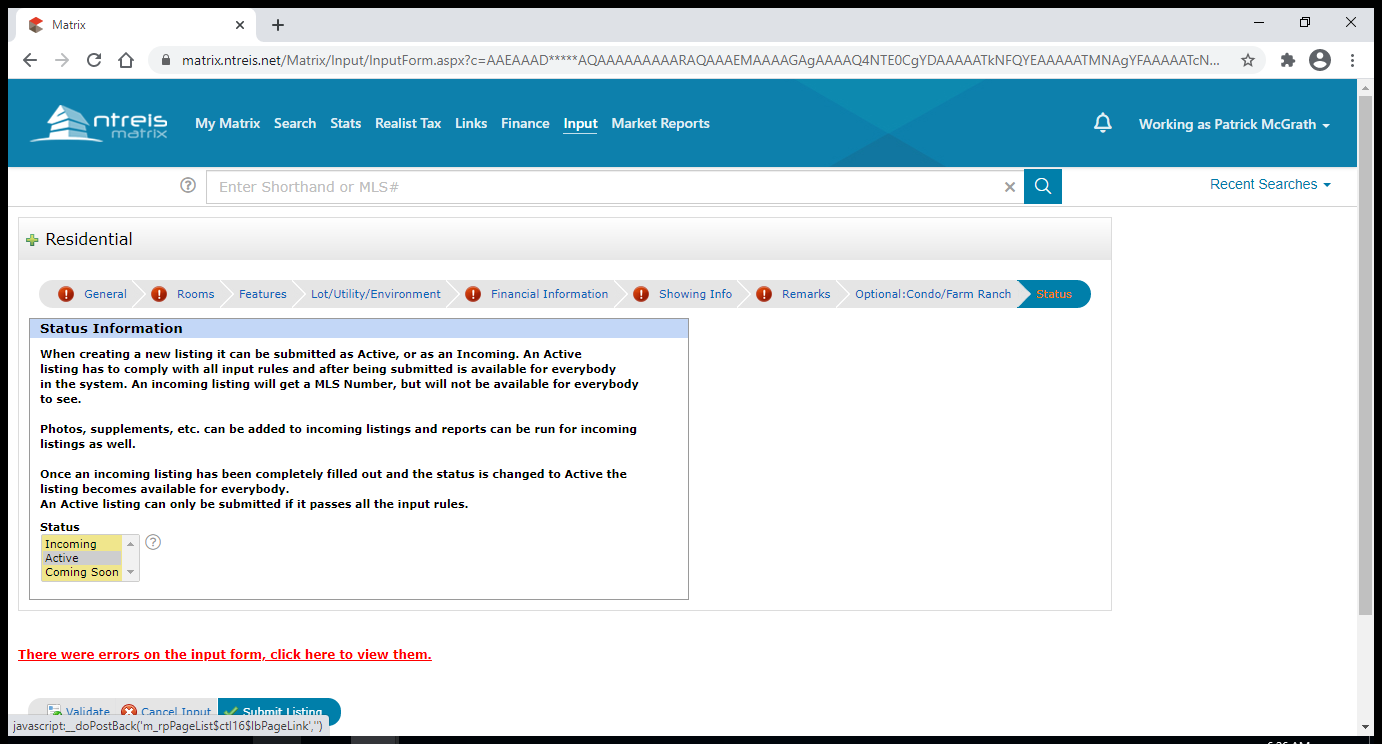 Matrix
matrix.ntreis.net/Matrix/Input/InputForm.aspx?c=AAEAAAD*****AQAAAAAAAAARAQAAAEMAAAAGAgAAAAQ4NTE0CgYDAAAAATkNFQYEAAAAATMNAgYFAAAAATcN...
ntreis
matrix
My Matrix Search Stats Realist Tax Links Finance Input Market Reports
Working as Patrick McGrath
Enter Shorthand or MLS#
Recent Searches
Residential
General Rooms Features Lot/Utility/Environment Financial Information Showing Info Remarks Optional:Condo/Farm Ranch Status
Status Information
When creating a new listing it can be submitted as Active, or as an Incoming. An Active
listing has to comply with all input rules and after being submitted is available for everybody
in the system. An incoming listing will get a MLS Number, but will not be available for everybody
to see.
Photos, supplements, etc. can be added to incoming listings and reports can be run for incoming
listings as well.
Once an incoming listing has been completely filled out and the status is changed to Active the
listing becomes available for everybody.
An Active listing can only be submitted if it passes all the input rules.
Status
Incoming
Active
Coming Soon
There were errors on the input form, click here to view them.
Validate Cancel Input Submit Listing
javascript:__doPostBack('m_rpPageList$ctl16$lbPageLink','')